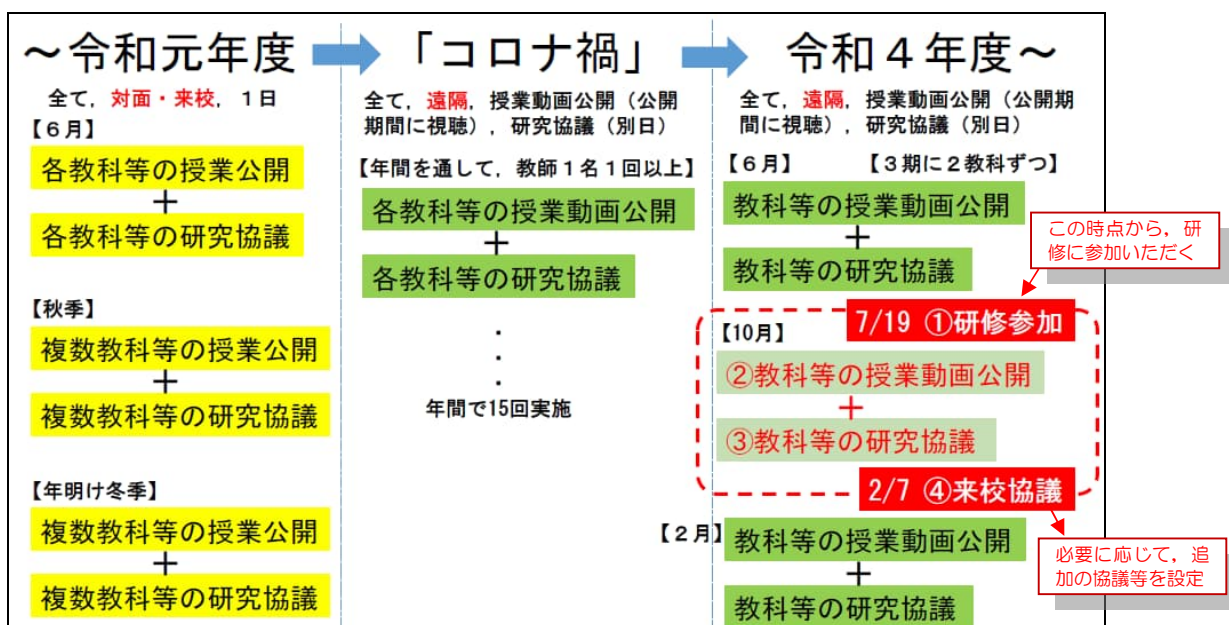 ～令和元年度
全て，対面・来校，１日
【６月】
各教科等の授業公開
＋
各教科等の研究協議
【秋季】
複数教科等の授業公開
＋
複数教科等の研究協議
【年明け冬季】
複数教科等の授業公開
＋
複数教科等の研究協議
「コロナ禍」
全て，遠隔，授業動画公開（公開
期間に視聴），研究協議（別日）
【年間を通して，教師１名１回以上】
各教科等の授業動画公開
＋
各教科等の研究協議
・
・
・
年間で15回実施
令和４年度～
全て，遠隔，授業動画公開（公開期
間に視聴），研究協議（別日）
【６月】 【３期に２教科ずつ】
教科等の授業動画公開
＋
教科等の研究協議
この時点から，研
修に参加いただく
7/19 ①研修参加
【10月】
②教科等の授業動画公開
＋
③教科等の研究協議
2/7 ④来校協議
【２月】
教科等の授業動画公開
＋
教科等の研究協議
必要に応じて，追
加の協議等を設定